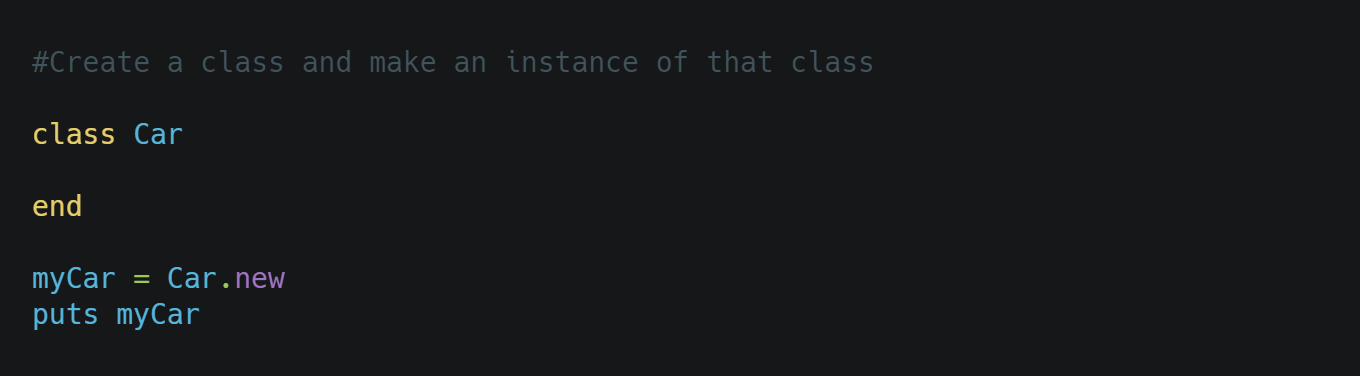 #Create a class and make an instance of that class
class Car
end
myCar = Car.new
puts myCar